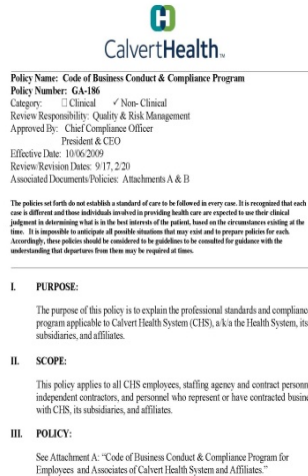 CalvertHealth™
Policy Name: Code of Business Conduct & Compliance Program
Policy Number: GA-186
Category: □ Clinical ✓ Non- Clinical
Review Responsibility: Quality & Risk Management
Approved By: Chief Compliance Officer
President & CEO
Effective Date: 10/06/2009
Review/Revision Dates: 9/17, 2/20
Associated Documents/Policies: Attachments A & B
The policies set forth do not establish a standard of care to be followed in every case. It is recognized that each
case is different and those individuals involved in providing health care are expected to use their clinical
judgment in determining what is in the best interests of the patient, based on the circumstances existing at the
time. It is impossible to anticipate all possible situations that may exist and to prepare policies for each.
Accordingly, these policies should be considered to be guidelines to be consulted for guidance with the
understanding that departures from them may be required at times.
I. PURPOSE:
The purpose of this policy is to explain the professional standards and complianc
program applicable to Calvert Health System (CHS), a/k/a the Health System, its
subsidiaries, and affiliates.
II. SCOPE:
This policy applies to all CHS employees, staffing agency and contract personn
independent contractors, and personnel who represent or have contracted busine
with CHS, its subsidiaries, and affiliates.
III. POLICY:
See Attachment A: “Code of Business Conduct & Compliance Program for
Employees and Associates of Calvert Health System and Affiliates.”